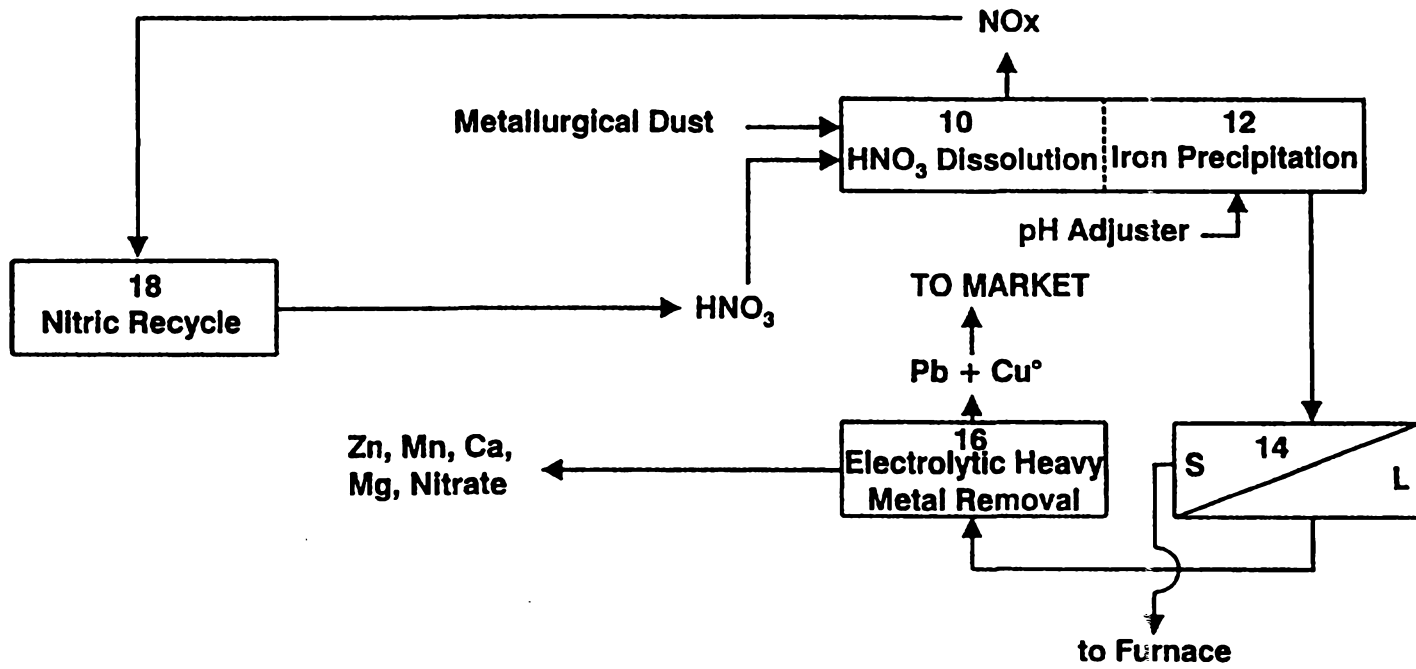 NOx
Metallurgical Dust
10
HNO₃ Dissolution
12
Iron Precipitation
pH Adjuster
18
Nitric Recycle
HNO₃
TO MARKET
Pb + Cu°
16
Electrolytic Heavy
Metal Removal
Zn, Mn, Ca,
Mg, Nitrate
S
14
L
to Furnace